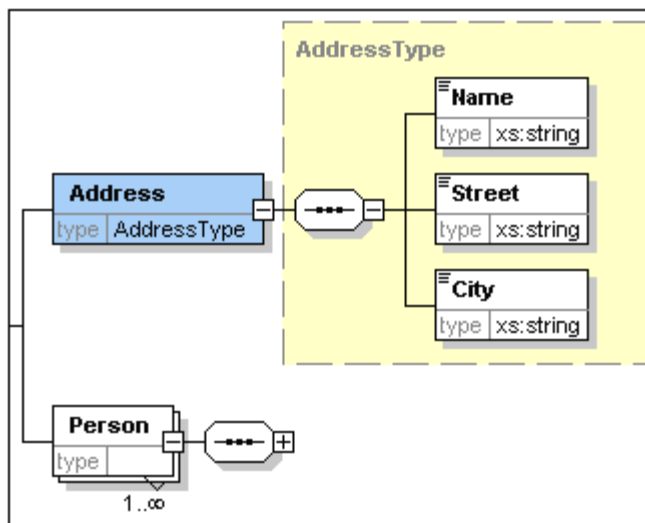 AddressType
Name
type xs:string
Address
type AddressType
Street
type xs:string
City
type xs:string
Person
type
1..∞